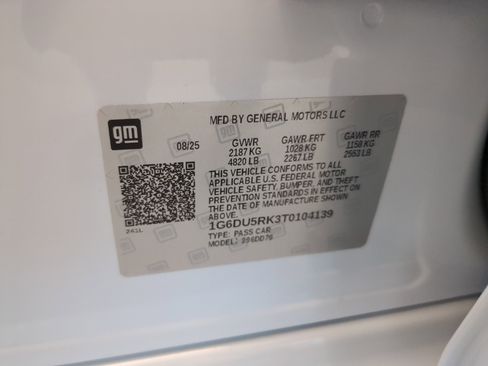 MFD BY GENERAL MOTORS LLC
gm
08/25
GVWR GAWR FRT GAWR RR
2187 KG 1028 KG 1158 KG
4820 LB 2267 LB 2553 LB
THIS VEHICLE CONFORMS TO ALL
APPLICABLE U.S. FEDERAL MOTOR
VEHICLE SAFETY, BUMPER, AND THEFT
PREVENTION STANDARDS IN EFFECT ON
THE DATE OF MANUFACTURE SHOWN
ABOVE.
1G6DU5RK3T0104139
TYPE: PASS CAR
MODEL:
241L